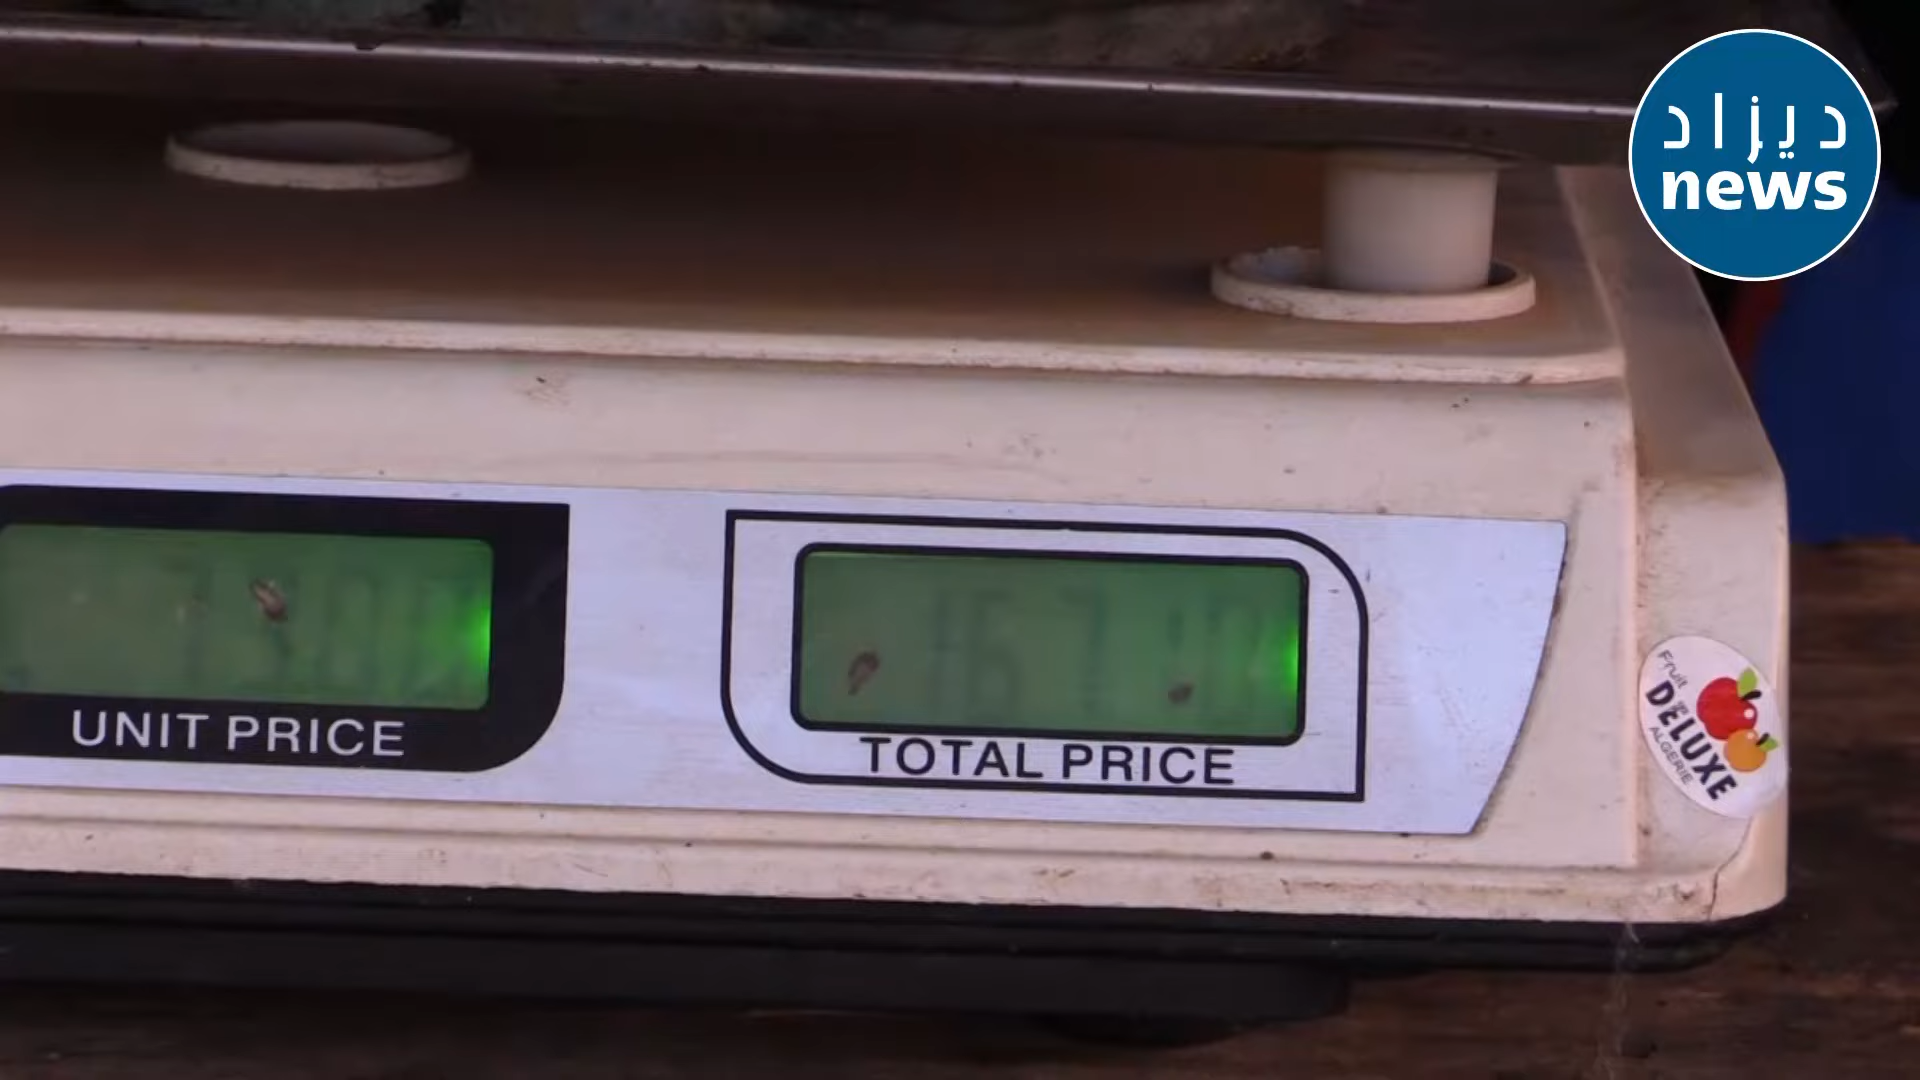 ديزاد
news
UNIT PRICE
TOTAL PRICE
Fruit
DELUXE
ALGERIE